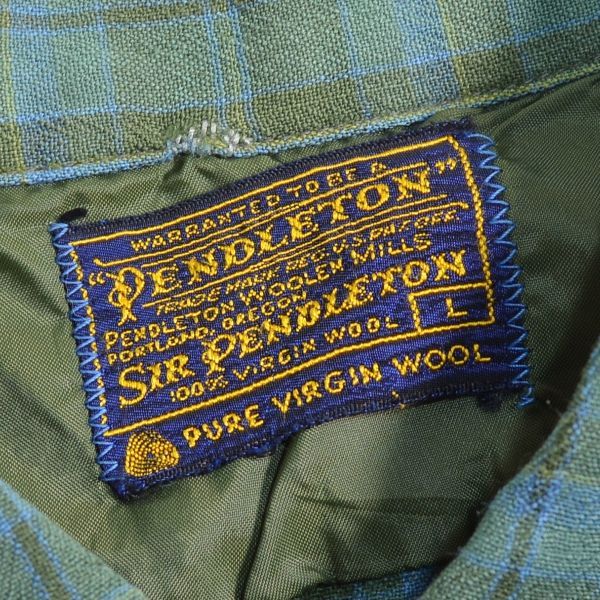 WARRANTED TO BE A
"PENDLETON"
TRADE MARK REG. U.S. PAT. OFF.
PENDLETON WOOLEN MILLS
PORTLAND, OREGON
SIR PENDLETON
100% VIRGIN WOOL
L
PURE VIRGIN WOOL